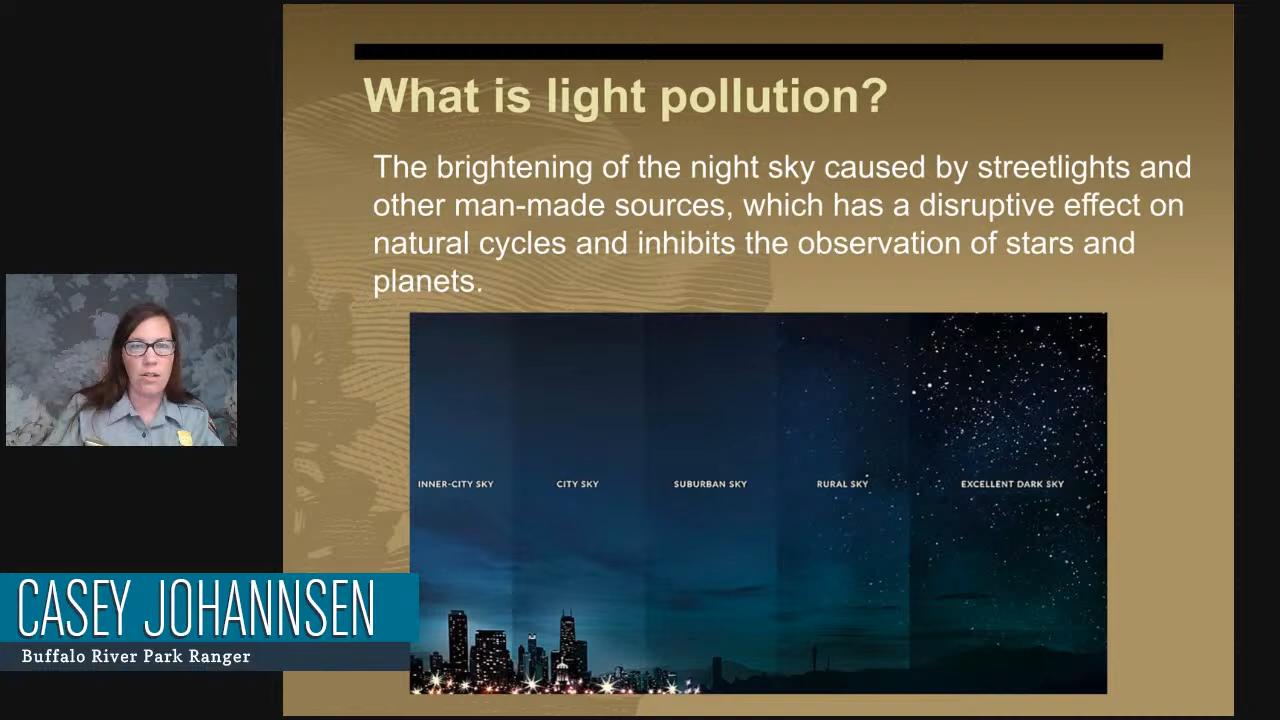 What is light pollution?
The brightening of the night sky caused by streetlights and
other man-made sources, which has a disruptive effect on
natural cycles and inhibits the observation of stars and
planets.
INNER-CITY SKY CITY SKY SUBURBAN SKY RURAL SKY EXCELLENT DARK SKY
CASEY JOHANNSEN
Buffalo River Park Ranger